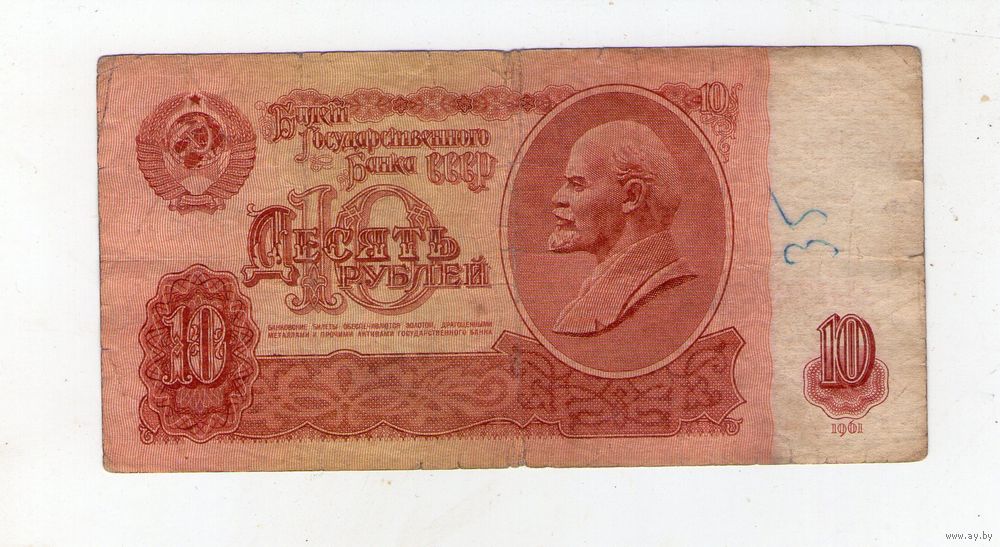 Билет
Государственного
Банка СССР
10
10
Десять
рублей
БАНКОВСКИЕ БИЛЕТЫ ОБЕСПЕЧИВАЮТСЯ ЗОЛОТОМ, ДРАГОЦЕННЫМИ
МЕТАЛЛАМИ И ПРОЧИМИ АКТИВАМИ ГОСУДАРСТВЕННОГО БАНКА
10
35
10
1961
www.ay.by